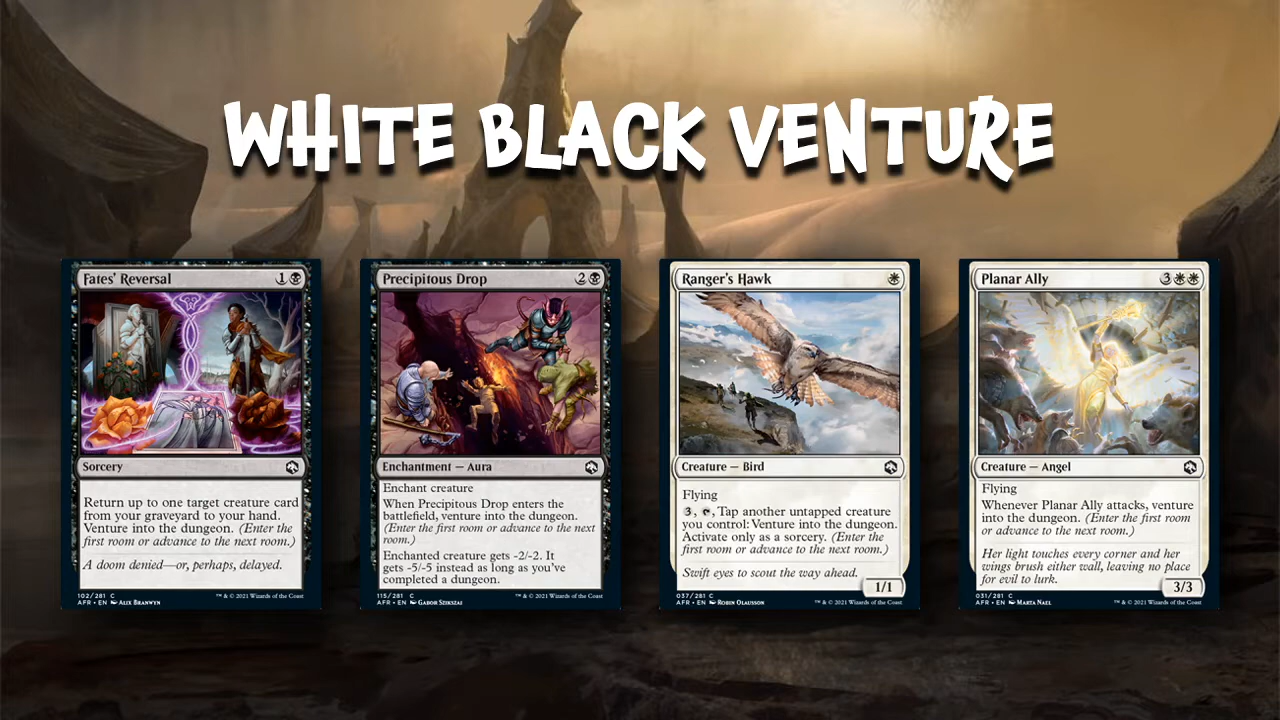 WHITE BLACK VENTURE
Fates' Reversal 1
Sorcery
Return up to one target creature card
from your graveyard to your hand.
Venture into the dungeon. (Enter the
first room or advance to the next room.)
A doom denied—or, perhaps, delayed.
102/281 C
AFR • EN Alix Branwyn
™ & © 2021 Wizards of the Coast
Precipitous Drop 2
Enchantment — Aura
Enchant creature
When Precipitous Drop enters the
battlefield, venture into the dungeon.
(Enter the first room or advance to the next
room.)
Enchanted creature gets -2/-2. It
gets -5/-5 instead as long as you've
completed a dungeon.
115/281 C
AFR • EN Gabor Szikszai
™ & © 2021 Wizards of the Coast
Ranger's Hawk
Creature — Bird
Flying
3, , Tap another untapped creature
you control: Venture into the dungeon.
Activate only as a sorcery. (Enter the
first room or advance to the next room.)
Swift eyes to scout the way ahead.
1/1
037/281 C
AFR • EN Robin Olausson
™ & © 2021 Wizards of the Coast
Planar Ally 3
Creature — Angel
Flying
Whenever Planar Ally attacks, venture
into the dungeon. (Enter the first room
or advance to the next room.)
Her light touches every corner and her
wings brush either wall, leaving no place
for evil to lurk.
3/3
031/281 C
AFR • EN Marta Nael
™ & © 2021 Wizards of the Coast